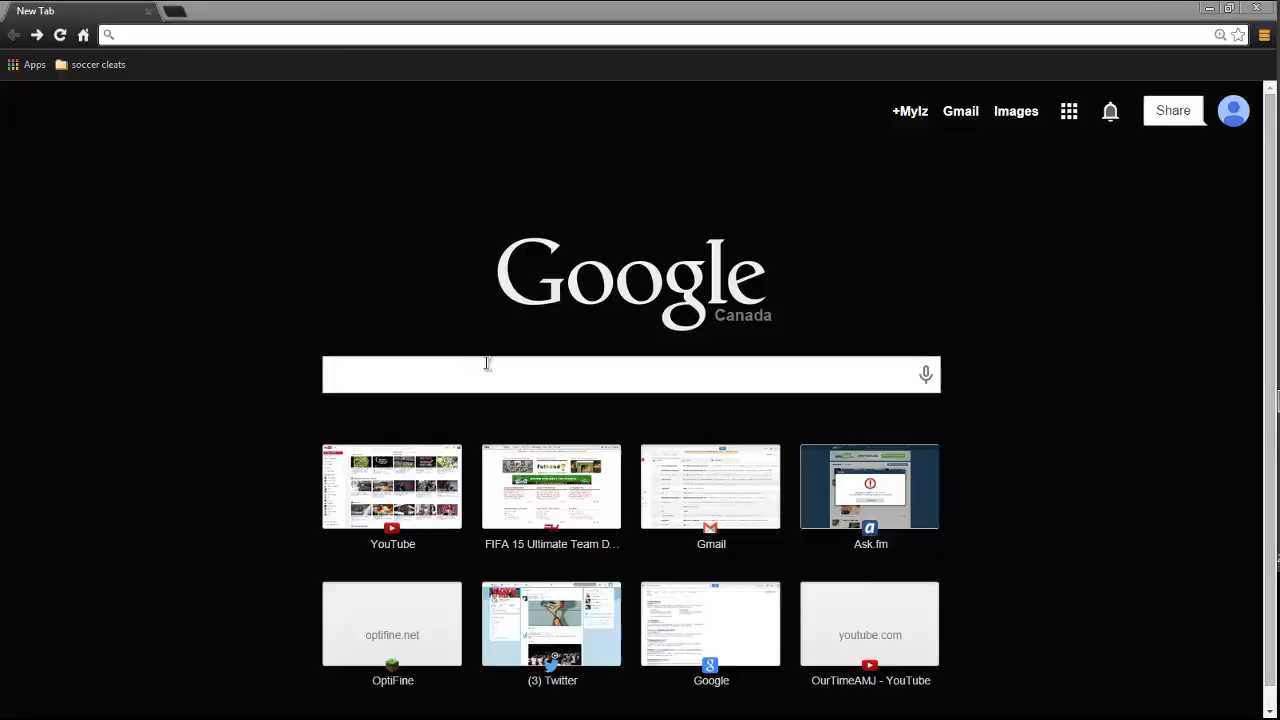 New Tab
Apps soccer cleats
+Mylz Gmail Images Share
Google
Canada
YouTube FIFA 15 Ultimate Team D... Gmail Ask.fm
optifine.net youtube.com
OptiFine (3) Twitter Google OurTimeAMJ - YouTube